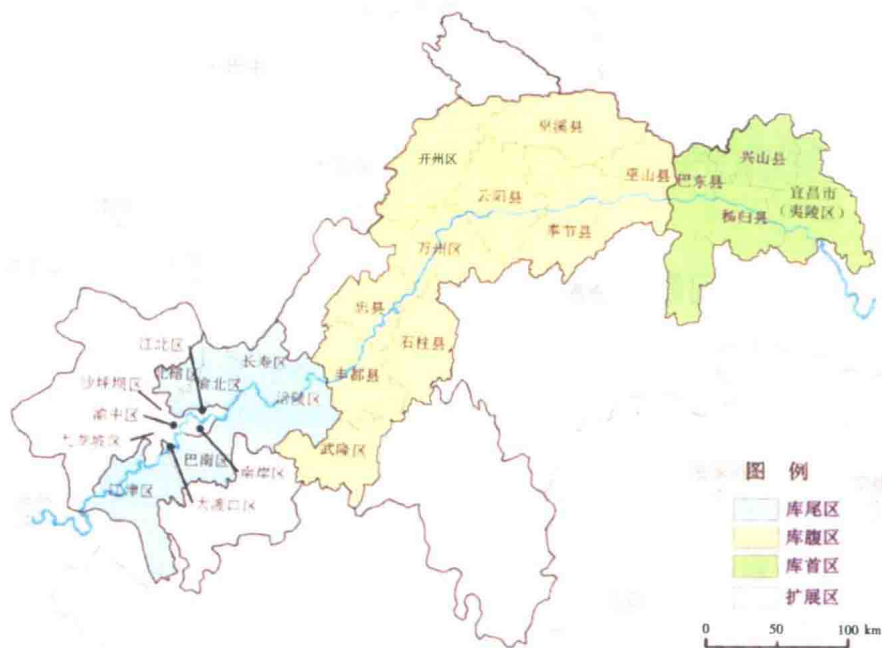 巫溪县
开州区
兴山县
巫山县
巴东县
宜昌市
（夷陵区）
云阳县
秭归县
奉节县
万州区
忠县
石柱县
江北区
长寿区
北碚区
渝北区
丰都县
沙坪坝区
涪陵区
渝中区
九龙坡区
武隆区
巴南区
南岸区
江津区
大渡口区
图 例
库尾区
库腹区
库首区
扩展区
0 50 100 km